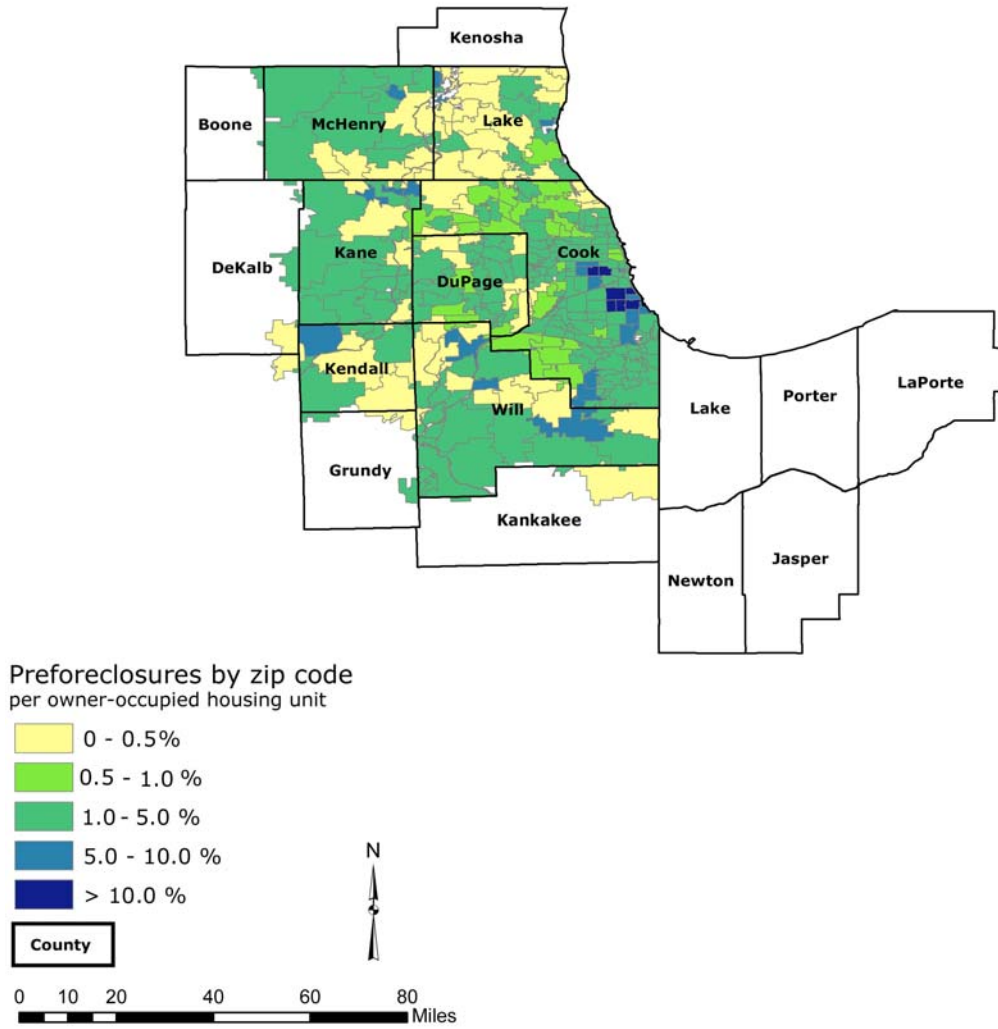 Kenosha
Boone
McHenry
Lake
DeKalb
Kane
Cook
DuPage
Kendall
Will
Lake
Porter
LaPorte
Grundy
Kankakee
Newton
Jasper
Preforeclosures by zip code
per owner-occupied housing unit
0 - 0.5%
0.5 - 1.0 %
1.0 - 5.0 %
5.0 - 10.0 %
> 10.0 %
County
N
0 10 20 40 60 80
Miles